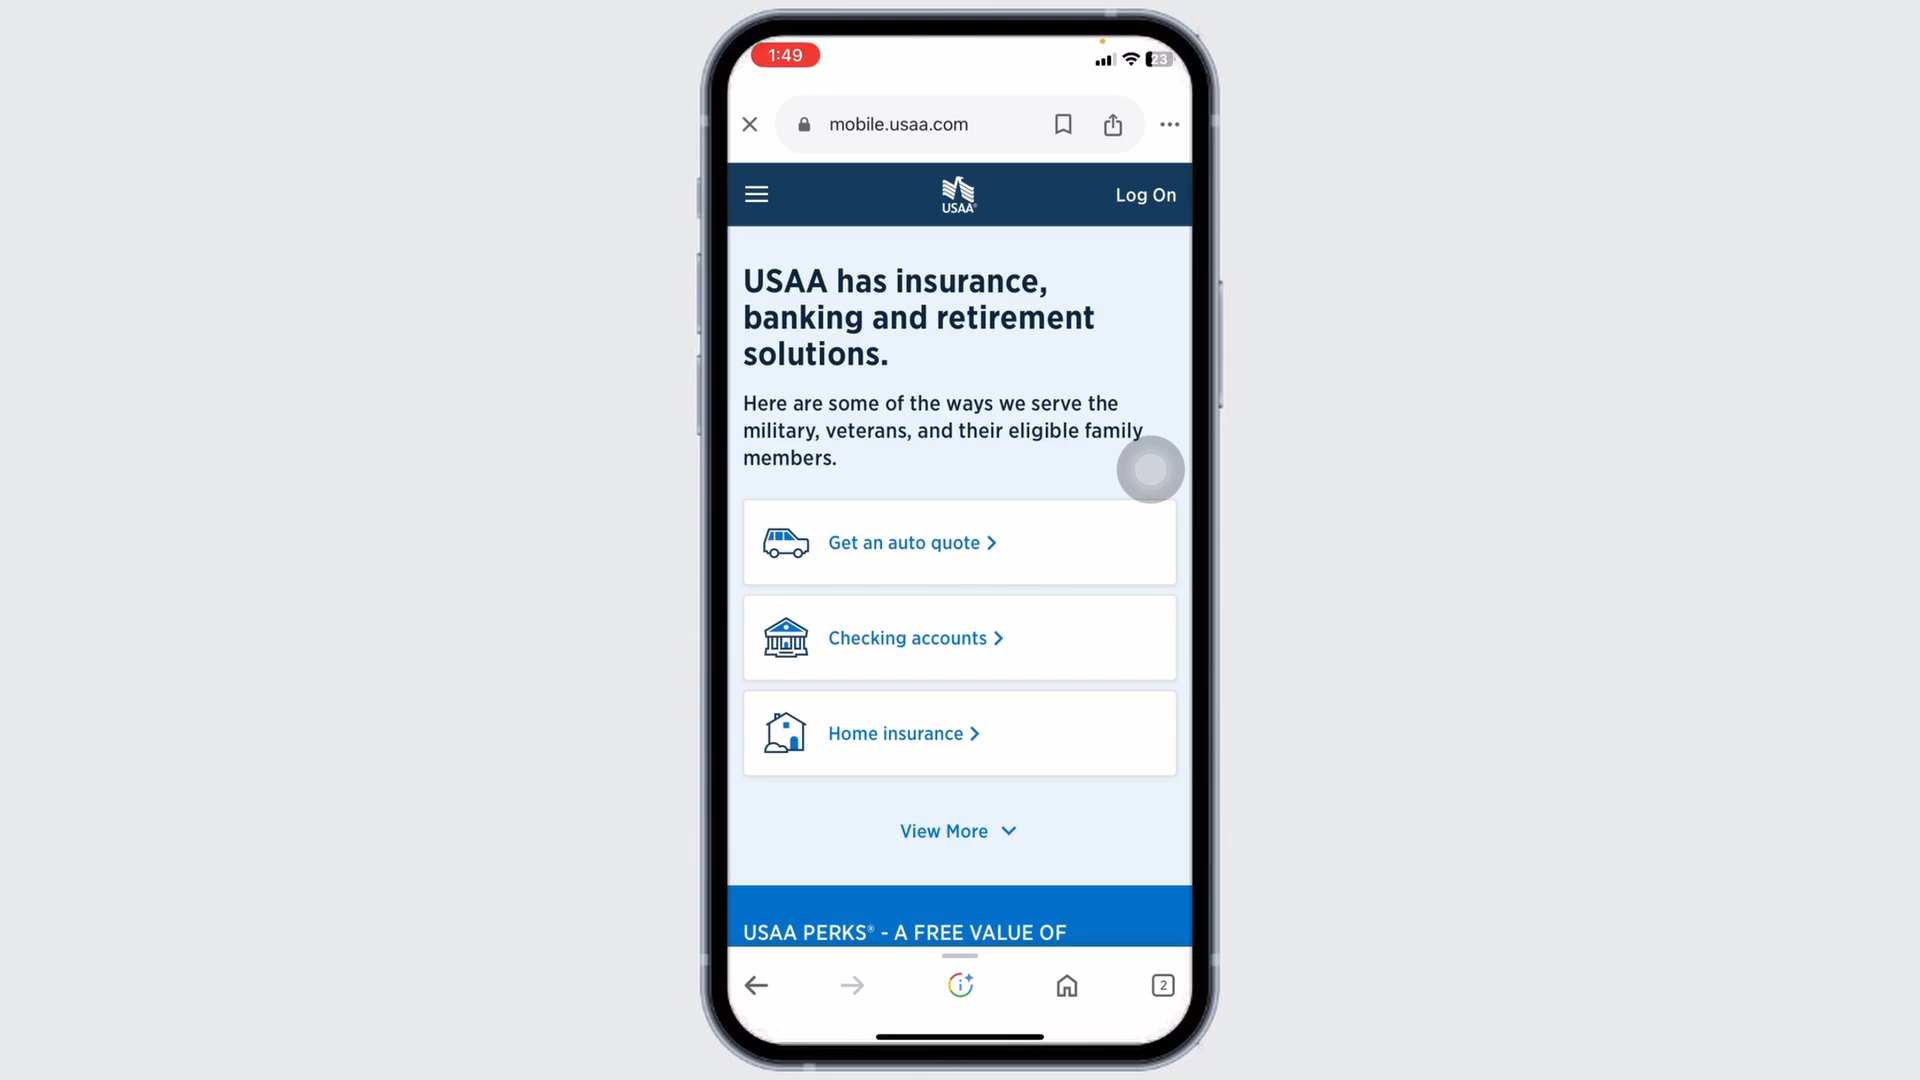 1:49
23
mobile.usaa.com
USAA®
Log On
USAA has insurance,
banking and retirement
solutions.
Here are some of the ways we serve the
military, veterans, and their eligible family
members.
Get an auto quote
Checking accounts
Home insurance
View More
USAA PERKS® - A FREE VALUE OF
2